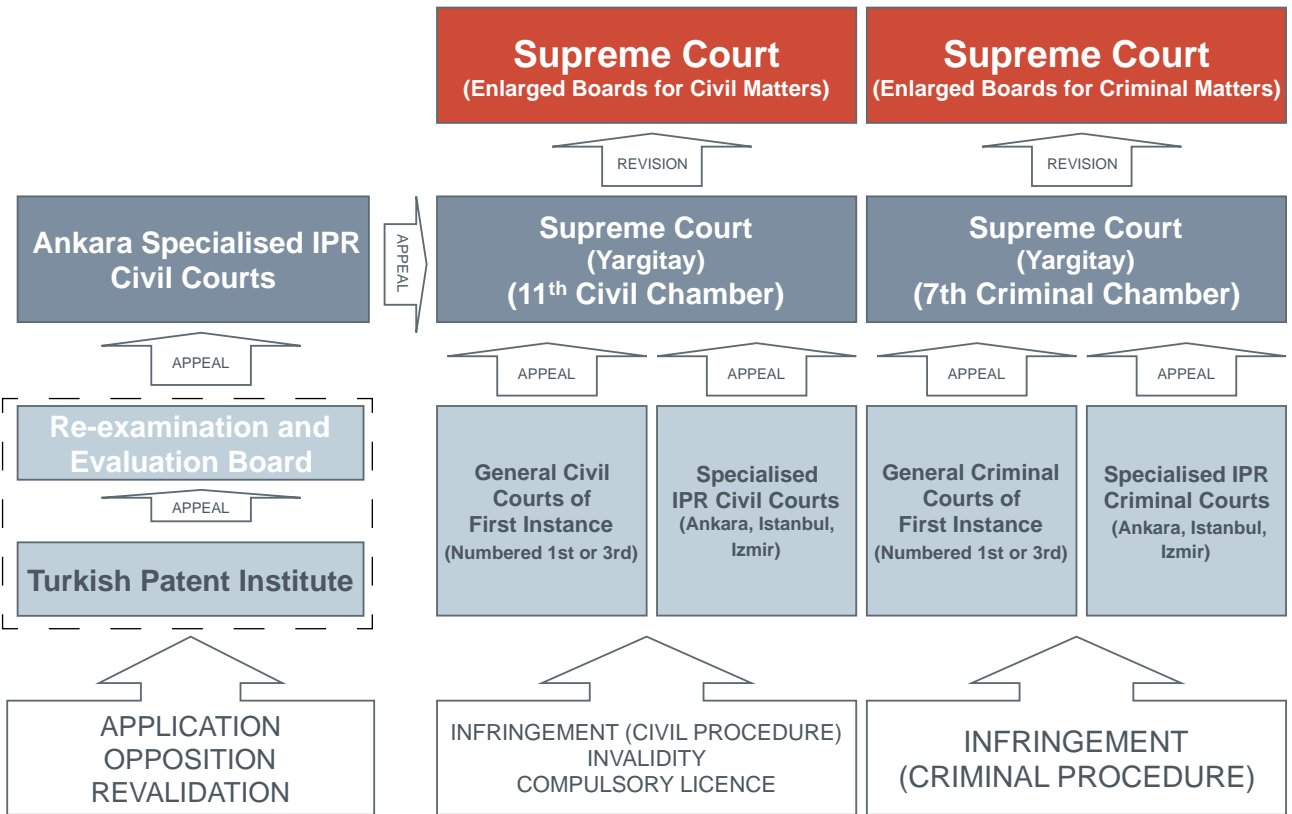 Supreme Court
(Enlarged Boards for Civil Matters)
Supreme Court
(Enlarged Boards for Criminal Matters)
REVISION
REVISION
Ankara Specialised IPR
Civil Courts
APPEAL
Supreme Court
(Yargitay)
(11th Civil Chamber)
Supreme Court
(Yargitay)
(7th Criminal Chamber)
APPEAL
APPEAL
APPEAL
APPEAL
APPEAL
Re-examination and
Evaluation Board
APPEAL
Turkish Patent Institute
General Civil
Courts of
First Instance
(Numbered 1st or 3rd)
Specialised
IPR Civil Courts
(Ankara, Istanbul,
Izmir)
General Criminal
Courts of
First Instance
(Numbered 1st or 3rd)
Specialised IPR
Criminal Courts
(Ankara, Istanbul,
Izmir)
APPLICATION
OPPOSITION
REVALIDATION
INFRINGEMENT (CIVIL PROCEDURE)
INVALIDITY
COMPULSORY LICENCE
INFRINGEMENT
(CRIMINAL PROCEDURE)